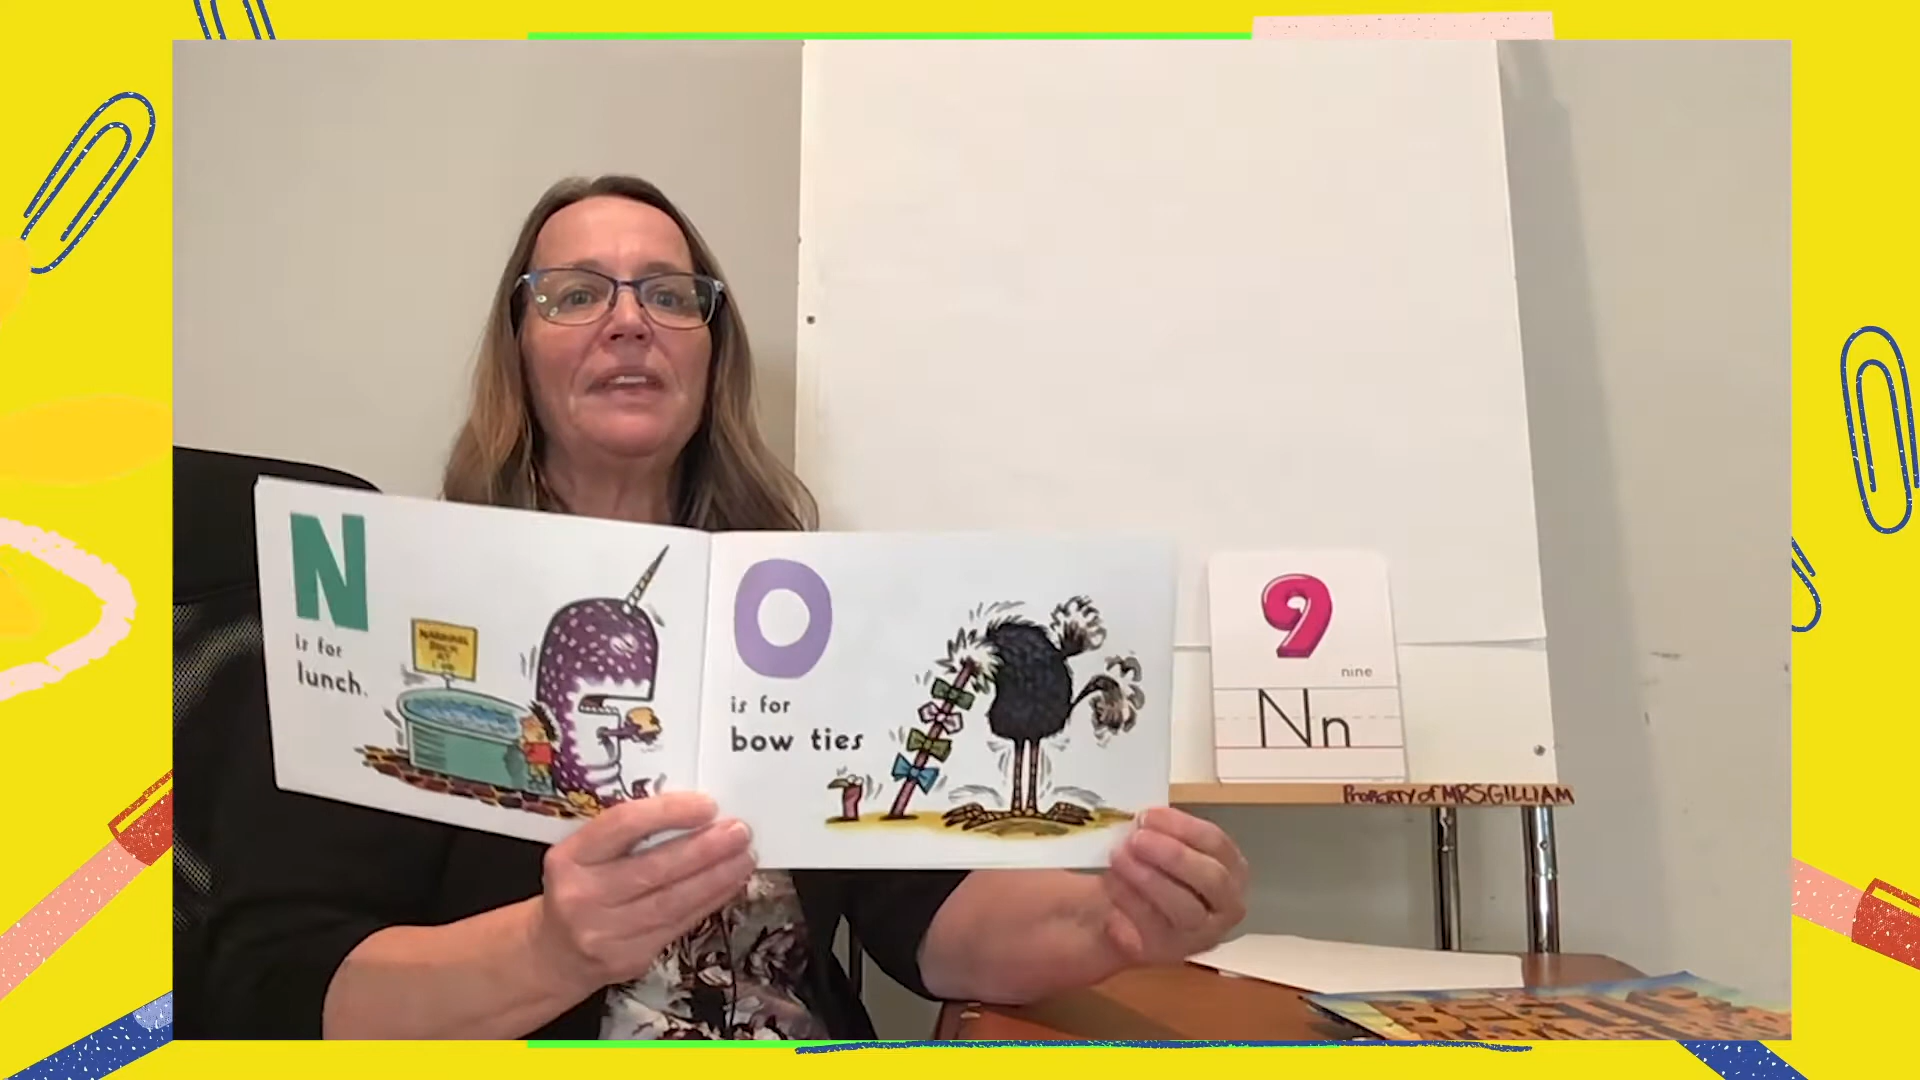 N
is for
lunch.
O
is for
bow ties
9
nine
Nn
PROPERTY of MRS. GILLIAM